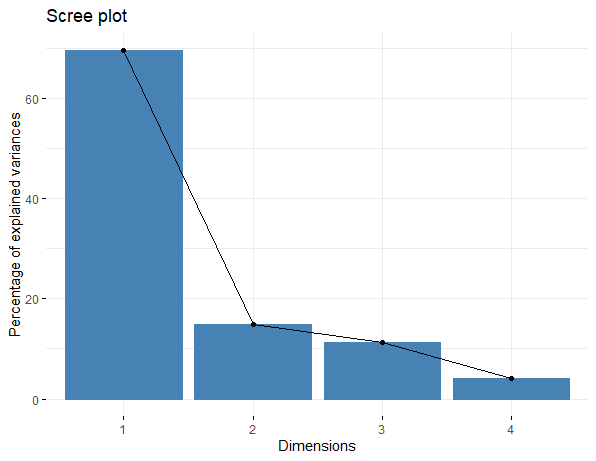 Scree plot
Percentage of explained variances
60
40
20
0
1 2 3 4
Dimensions